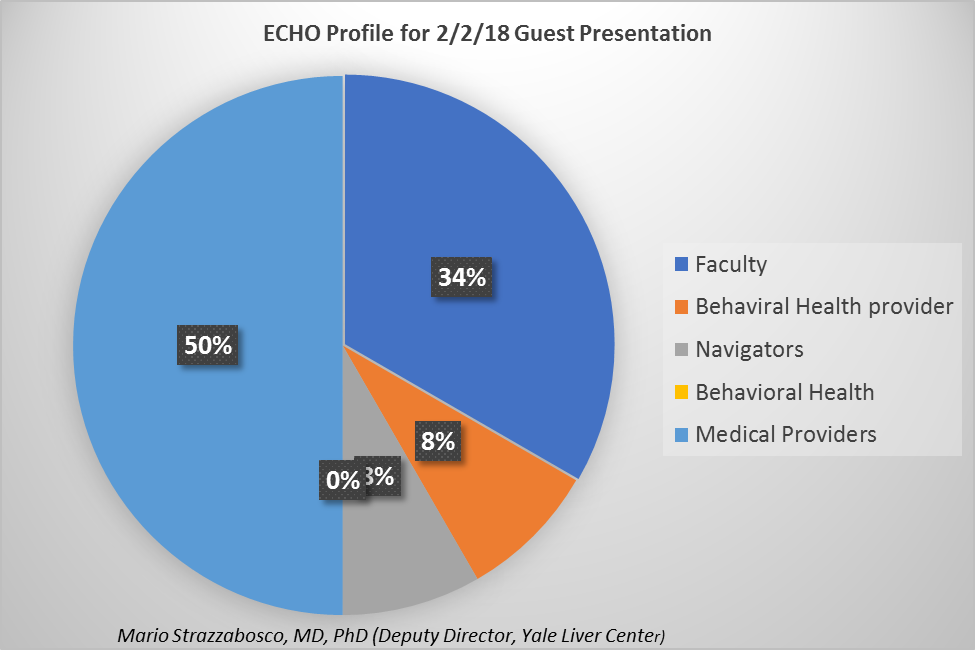 ECHO Profile for 2/2/18 Guest Presentation
34%
50%
8%
0%
8%
Faculty
Behaviral Health provider
Navigators
Behavioral Health
Medical Providers
Mario Strazzabosco, MD, PhD (Deputy Director, Yale Liver Center)